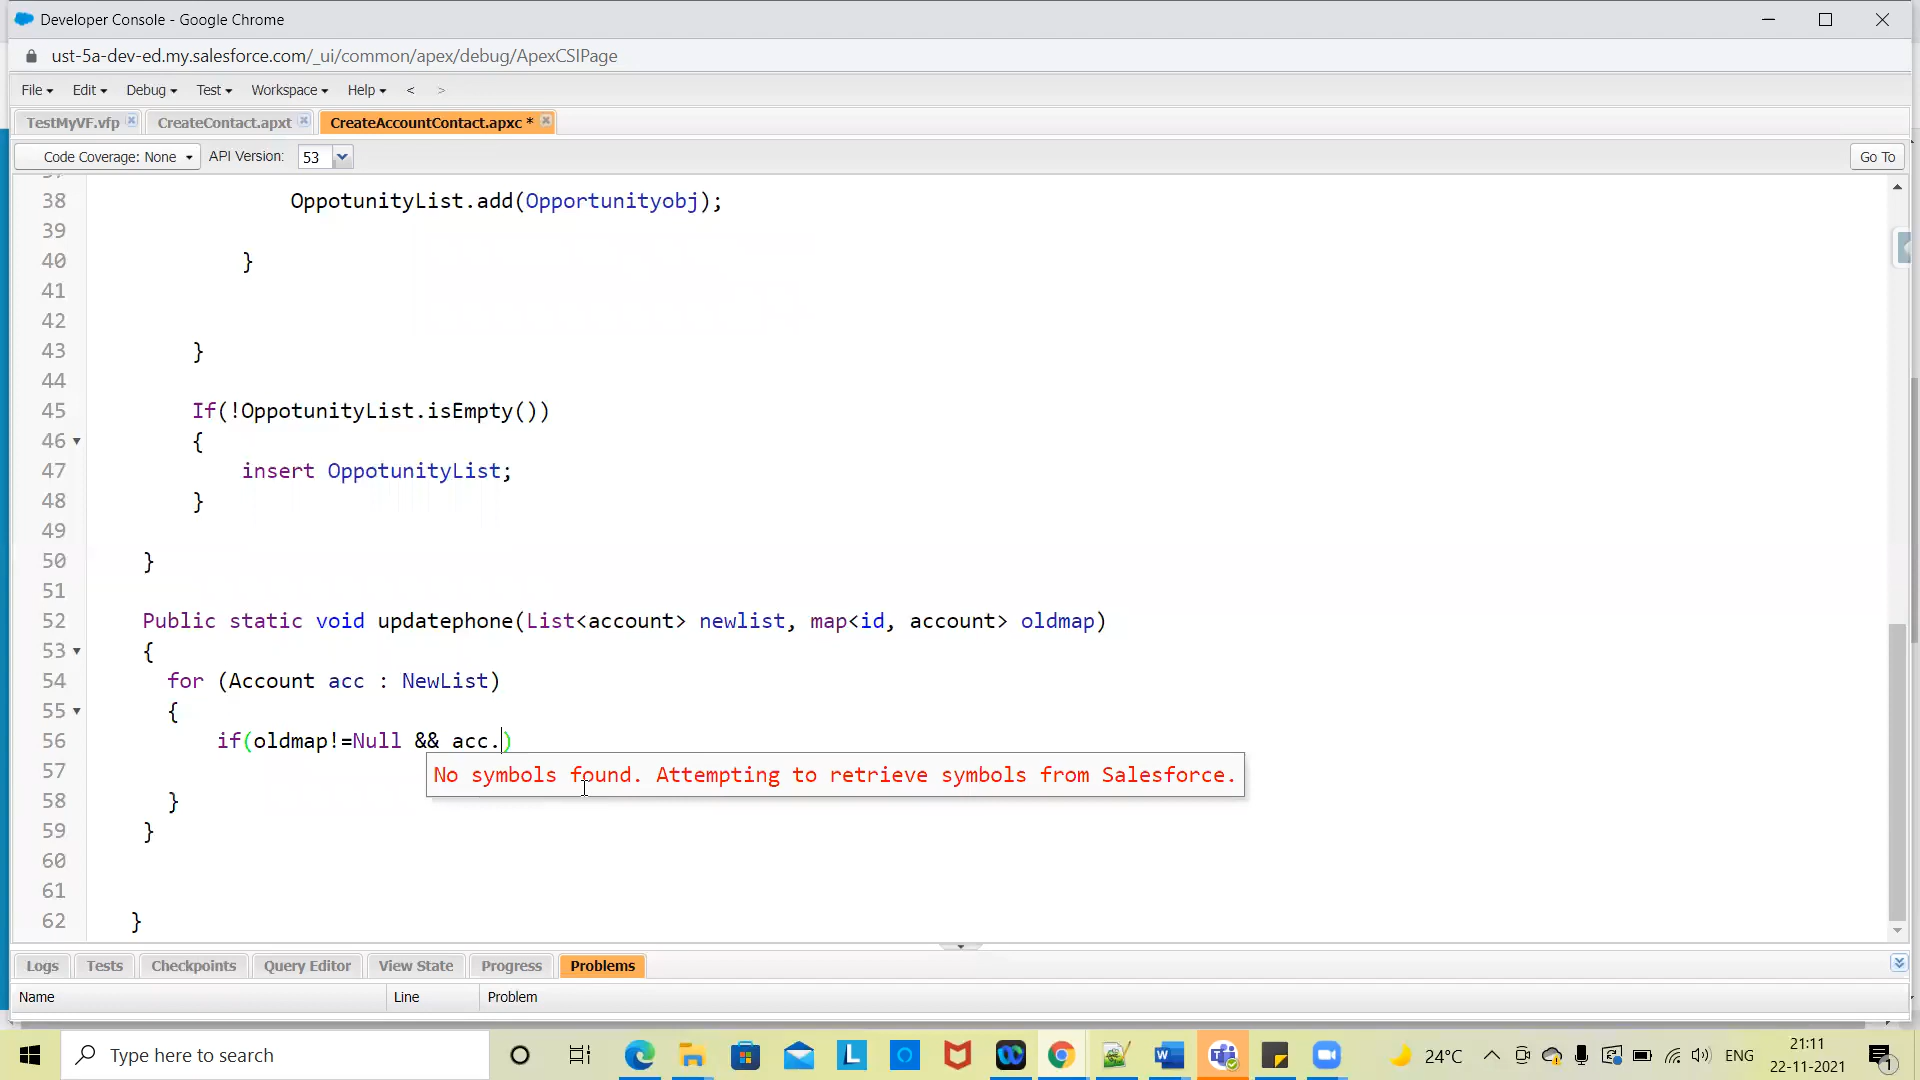 Developer Console - Google Chrome
ust-5a-dev-ed.my.salesforce.com/_ui/common/apex/debug/ApexCSIPage
File Edit Debug Test Workspace Help < >
TestMyVF.vfp CreateContact.apxt CreateAccountContact.apxc *
Code Coverage: None API Version: 53 Go To
38 OppotunityList.add(Opportunityobj);
39
40 }
41
42
43 }
44
45 If(!OppotunityList.isEmpty())
46 {
47 insert OppotunityList;
48 }
49
50 }
51
52 Public static void updatephone(List<account> newlist, map<id, account> oldmap)
53 {
54 for (Account acc : NewList)
55 {
56 if(oldmap!=Null && acc.)
57 No symbols found. Attempting to retrieve symbols from Salesforce.
58 }
59 }
60
61
62 }
Logs Tests Checkpoints Query Editor View State Progress Problems
Name Line Problem
Type here to search 24°C ENG 21:11
22-11-2021 1